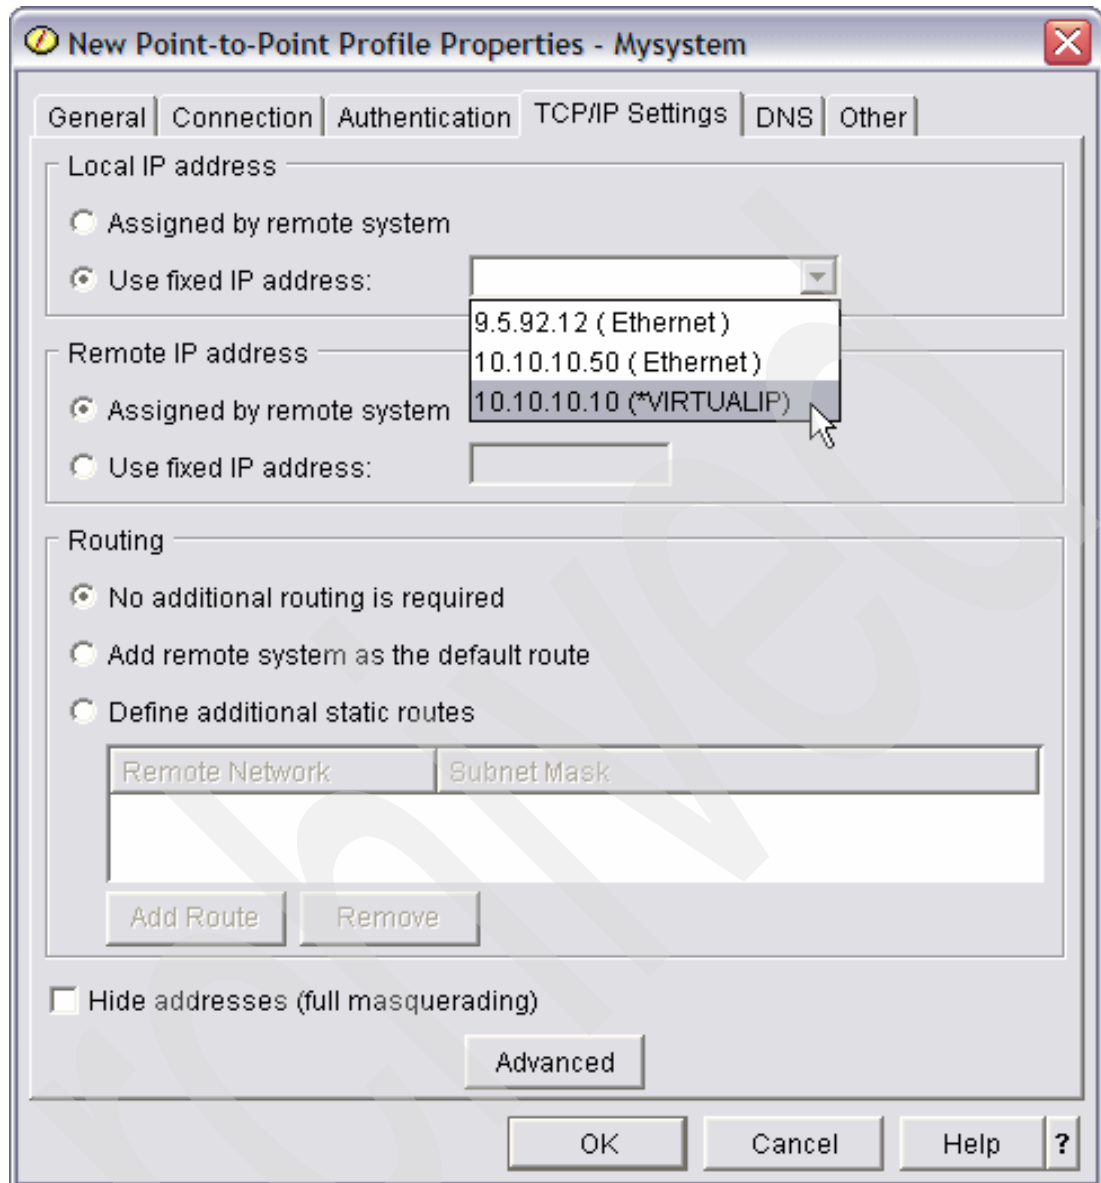 New Point-to-Point Profile Properties - Mysystem
General Connection Authentication TCP/IP Settings DNS Other
Local IP address
Assigned by remote system
Use fixed IP address:
9.5.92.12 ( Ethernet )
10.10.10.50 ( Ethernet )
10.10.10.10 (*VIRTUALIP)
Remote IP address
Assigned by remote system
Use fixed IP address:
Routing
No additional routing is required
Add remote system as the default route
Define additional static routes
Remote Network Subnet Mask
Add Route Remove
Hide addresses (full masquerading)
Advanced
OK Cancel Help ?